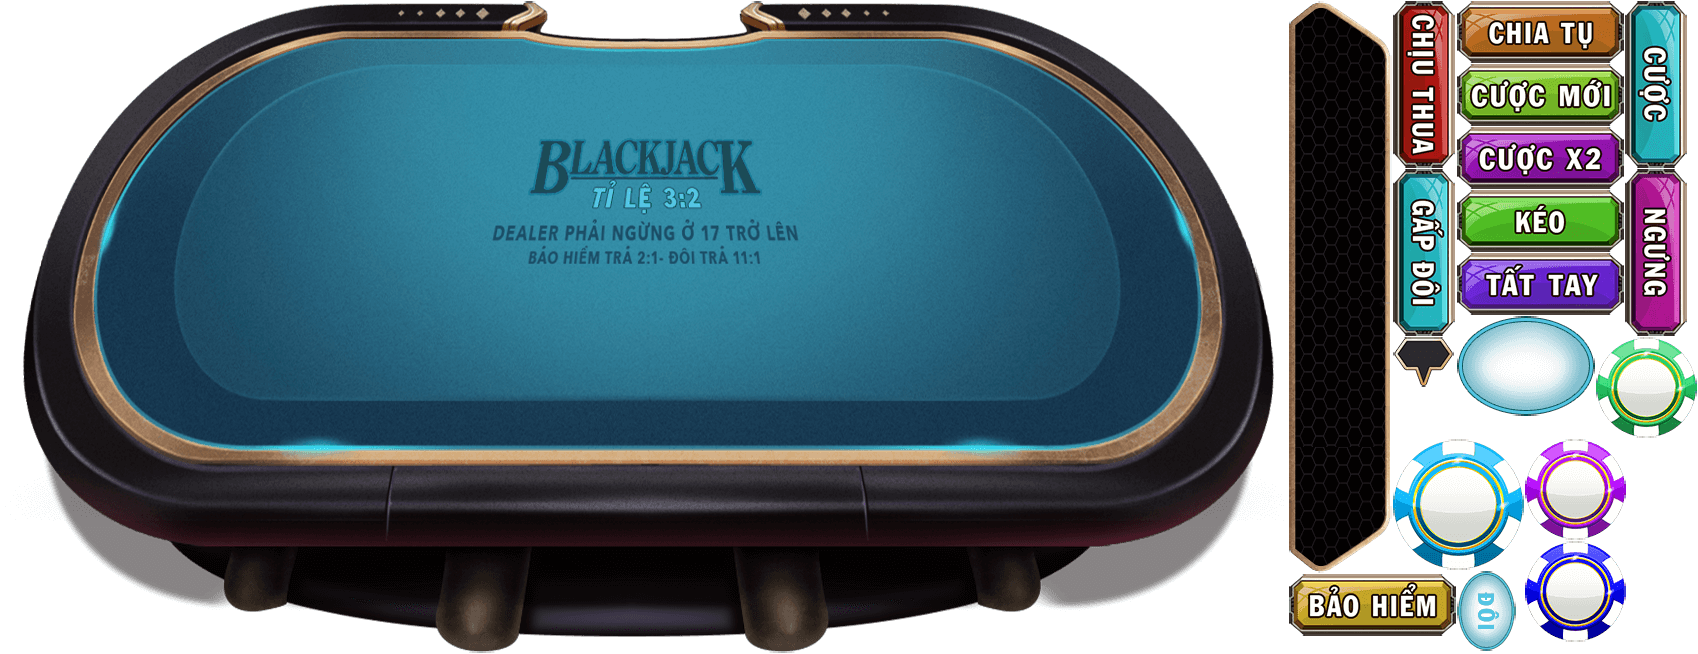 BLACKJACK
TỈ LỆ 3:2
DEALER PHẢI NGỪNG Ở 17 TRỞ LÊN
BẢO HIỂM TRẢ 2:1- ĐÔI TRẢ 11:1
CHỊU THUA
CHIA TỤ
CƯỢC
CƯỢC MỚI
CƯỢC X2
GẤP ĐÔI
KÉO
NGƯNG
TẤT TAY
BẢO HIỂM
ĐÔI